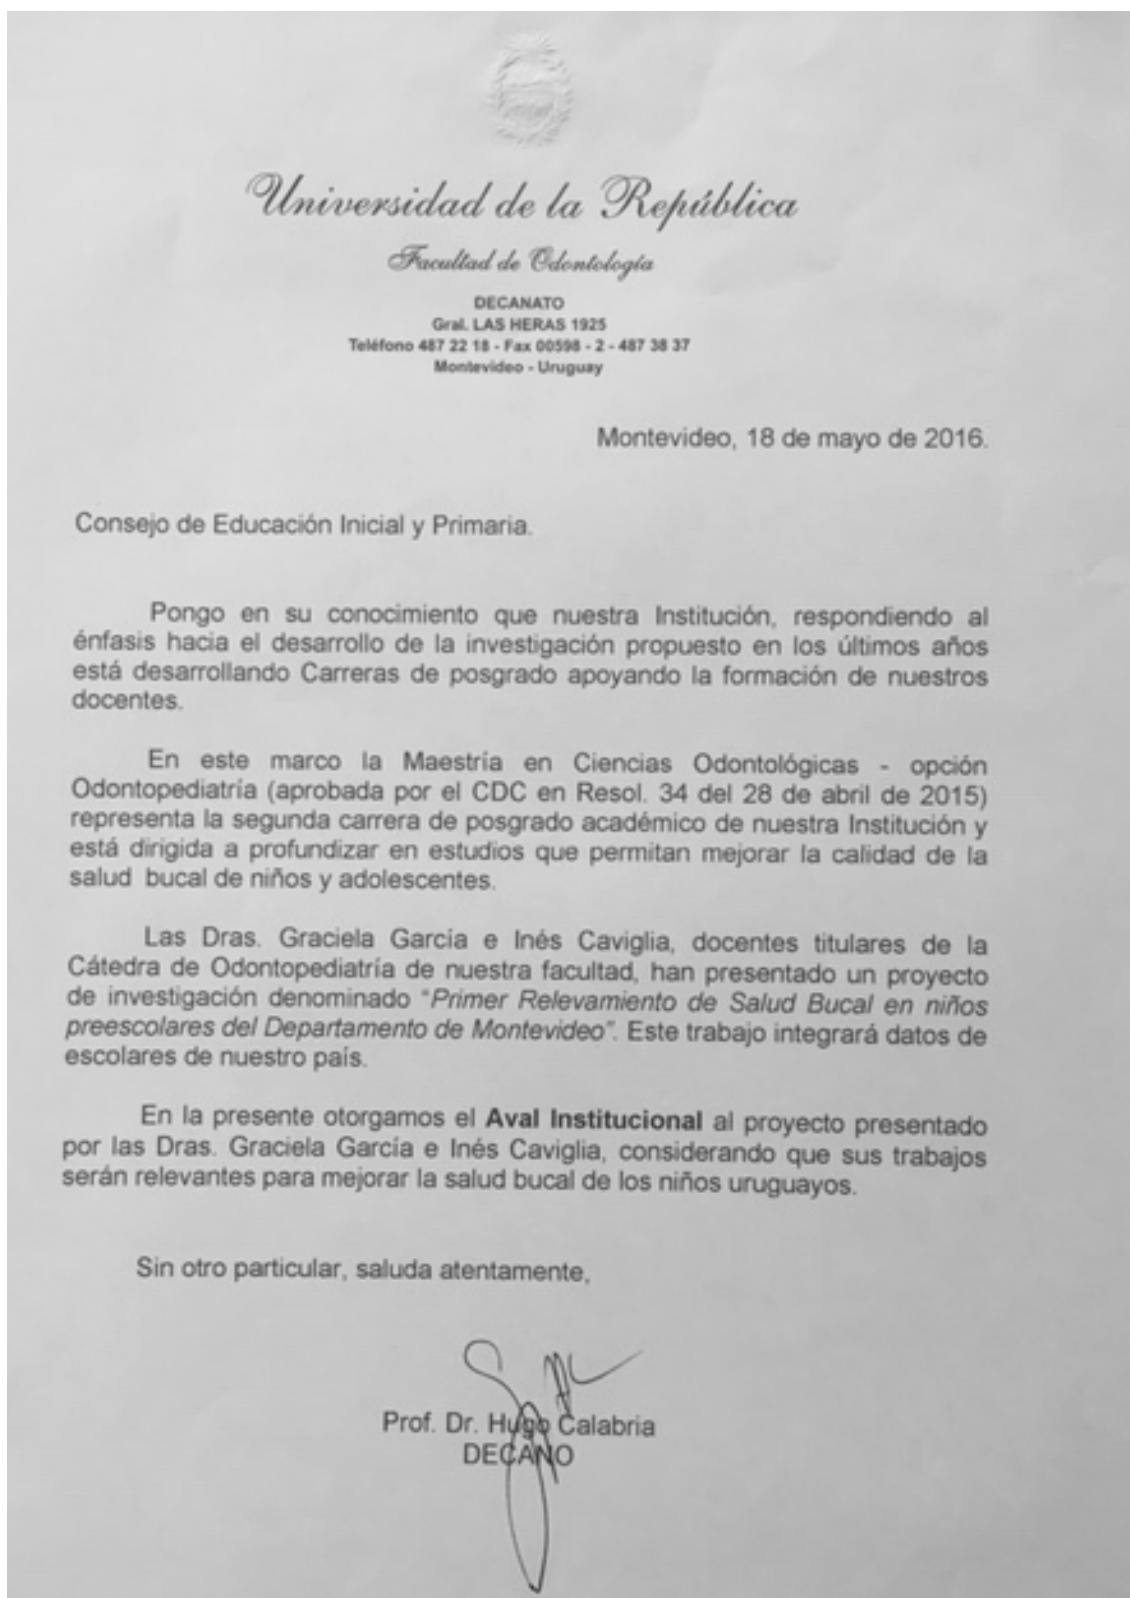 Universidad de la República
Facultad de Odontología
DECANATO
Gral. LAS HERAS 1925
Teléfono 487 22 18 - Fax 00598 - 2 - 487 38 37
Montevideo - Uruguay
Montevideo, 18 de mayo de 2016.
Consejo de Educación Inicial y Primaria.
Pongo en su conocimiento que nuestra Institución, respondiendo al
énfasis hacia el desarrollo de la investigación propuesto en los últimos años
está desarrollando Carreras de posgrado apoyando la formación de nuestros
docentes.
En este marco la Maestría en Ciencias Odontológicas - opción
Odontopediatría (aprobada por el CDC en Resol. 34 del 28 de abril de 2015)
representa la segunda carrera de posgrado académico de nuestra Institución y
está dirigida a profundizar en estudios que permitan mejorar la calidad de la
salud bucal de niños y adolescentes.
Las Dras. Graciela García e Inés Caviglia, docentes titulares de la
Cátedra de Odontopediatría de nuestra facultad, han presentado un proyecto
de investigación denominado "Primer Relevamiento de Salud Bucal en niños
preescolares del Departamento de Montevideo". Este trabajo integrará datos de
escolares de nuestro país.
En la presente otorgamos el Aval Institucional al proyecto presentado
por las Dras. Graciela García e Inés Caviglia, considerando que sus trabajos
serán relevantes para mejorar la salud bucal de los niños uruguayos.
Sin otro particular, saluda atentamente,
Prof. Dr. Hugo Calabria
DECANO